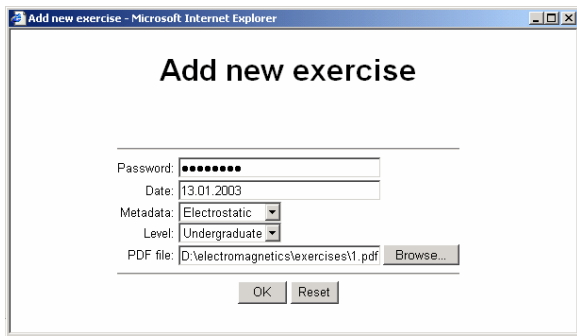 Add new exercise - Microsoft Internet Explorer
Add new exercise
Password: ●●●●●●●●
Date: 13.01.2003
Metadata: Electrostatic
Level: Undergraduate
PDF file: D:\electromagnetics\exercises\1.pdf Browse...
OK Reset